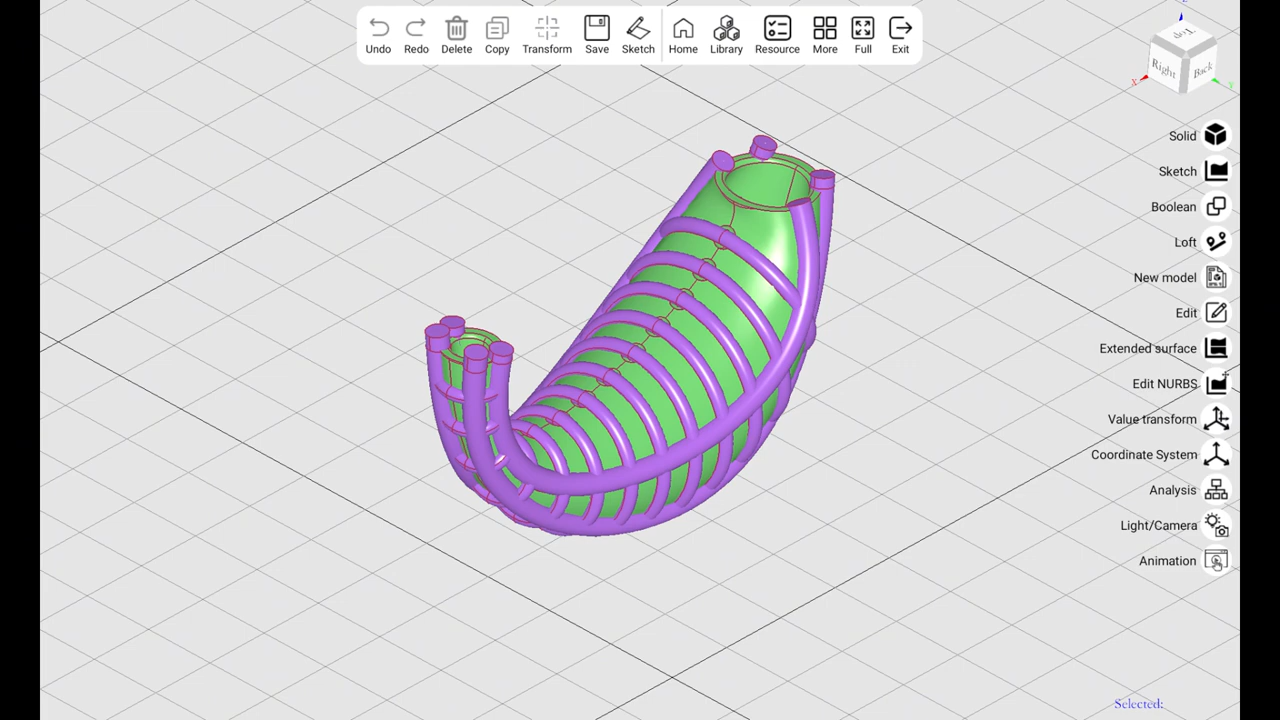 Undo Redo Delete Copy Transform Save Sketch Home Library Resource More Full Exit
Top
Right Back
X Y Z
Solid
Sketch
Boolean
Loft
New model
Edit
Extended surface
Edit NURBS
Value transform
Coordinate System
Analysis
Light/Camera
Animation
Selected: